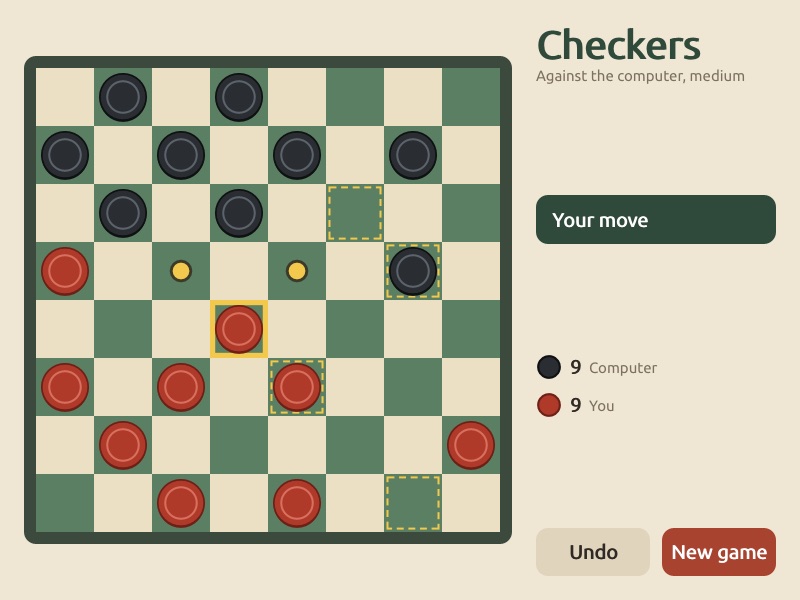 Checkers
Against the computer, medium
Your move
9 Computer
9 You
Undo
New game